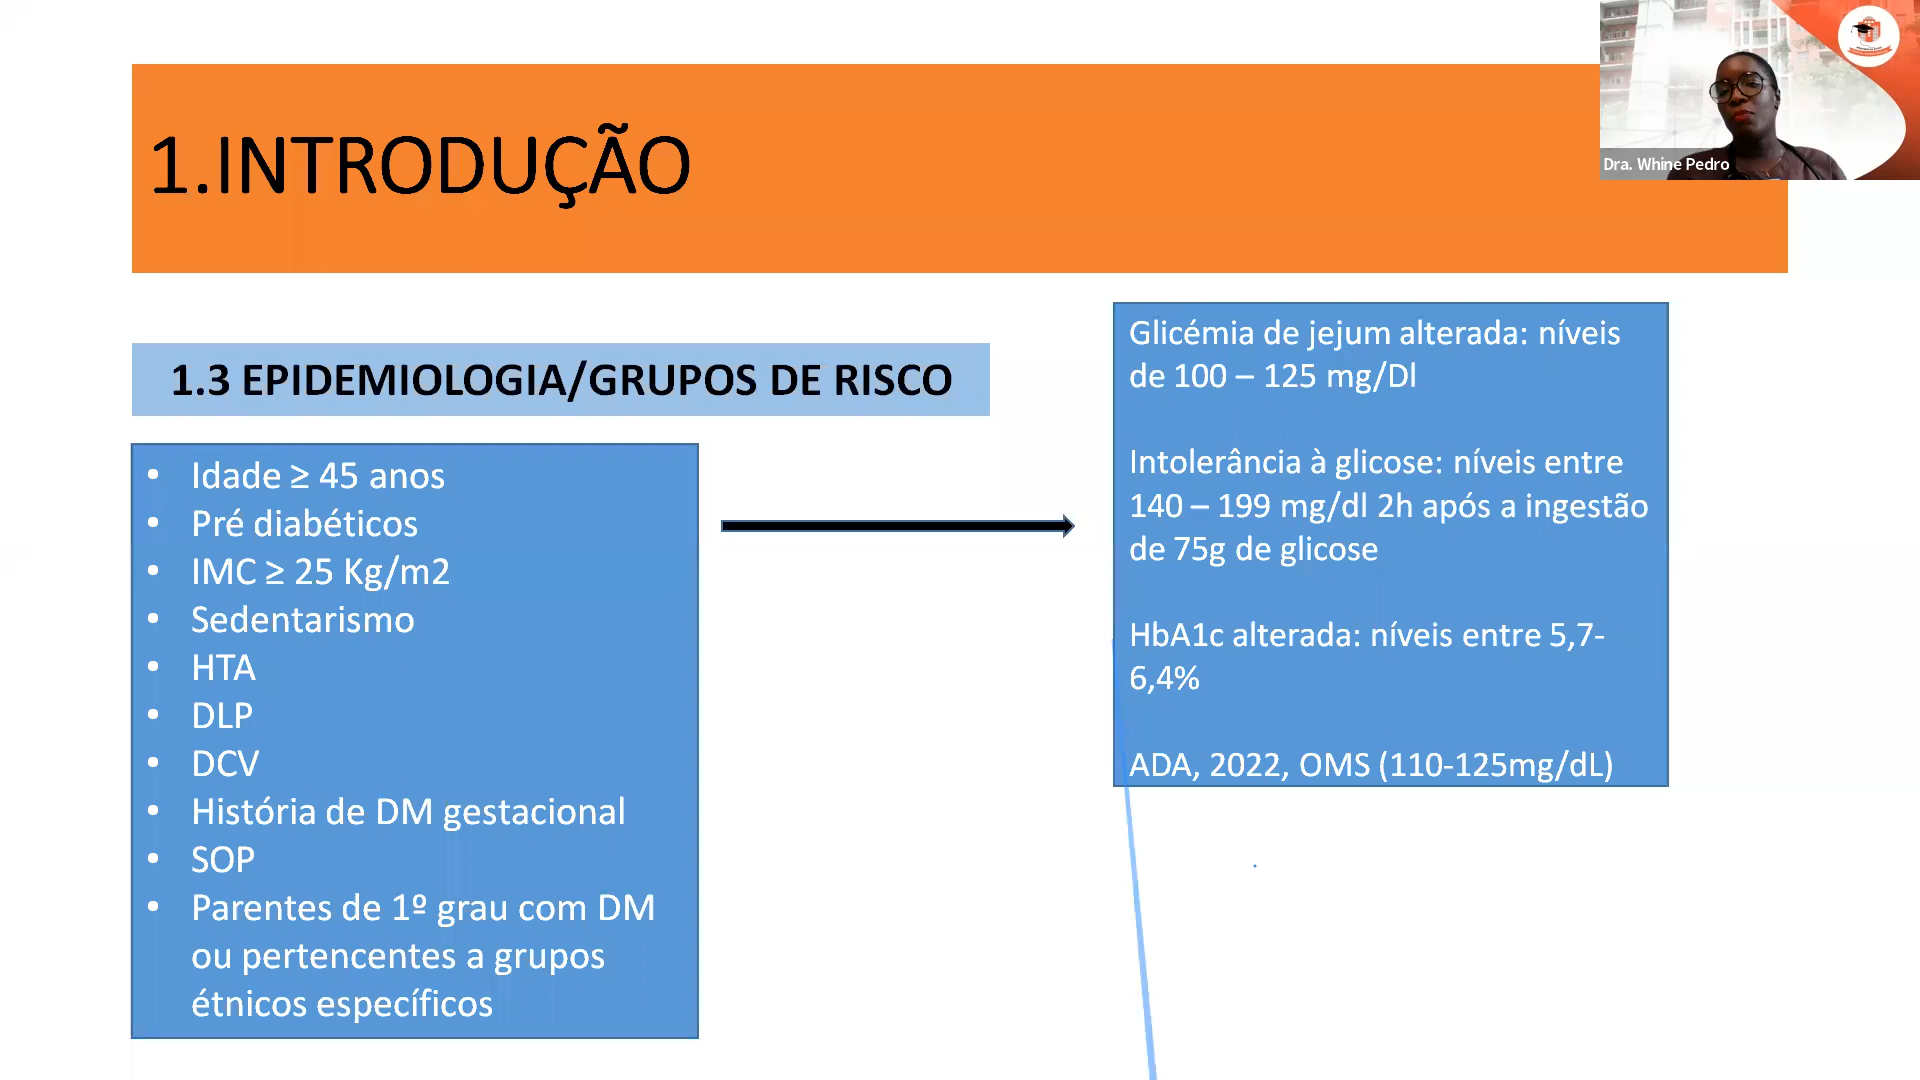 1.INTRODUÇÃO
Dra. Whine Pedro
1.3 EPIDEMIOLOGIA/GRUPOS DE RISCO
• Idade ≥ 45 anos
• Pré diabéticos
• IMC ≥ 25 Kg/m2
• Sedentarismo
• HTA
• DLP
• DCV
• História de DM gestacional
• SOP
• Parentes de 1º grau com DM
ou pertencentes a grupos
étnicos específicos
Glicémia de jejum alterada: níveis
de 100 – 125 mg/Dl
Intolerância à glicose: níveis entre
140 – 199 mg/dl 2h após a ingestão
de 75g de glicose
HbA1c alterada: níveis entre 5,7-
6,4%
ADA, 2022, OMS (110-125mg/dL)